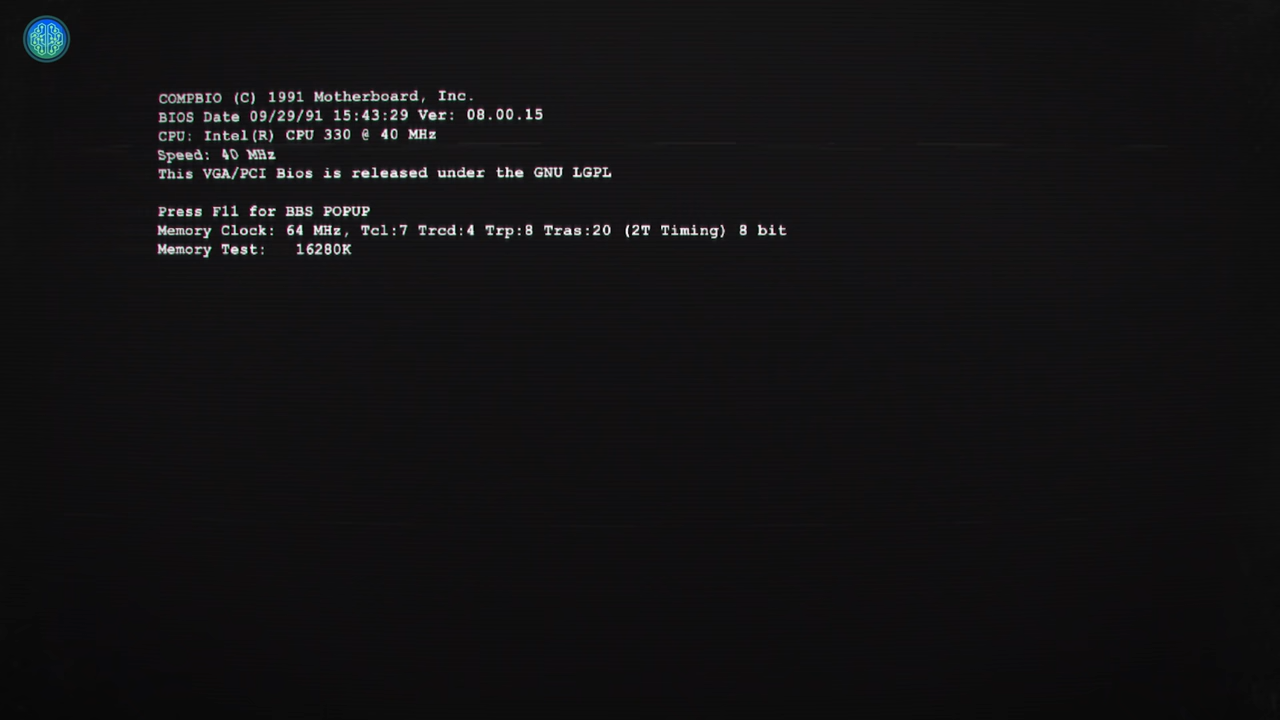 COMPBIO (C) 1991 Motherboard, Inc.
BIOS Date 09/29/91 15:43:29 Ver: 08.00.15
CPU: Intel(R) CPU 330 @ 40 MHz
Speed: 40 MHz
This VGA/PCI Bios is released under the GNU LGPL
Press F11 for BBS POPUP
Memory Clock: 64 MHz, Tcl:7 Trcd:4 Trp:8 Tras:20 (2T Timing) 8 bit
Memory Test: 16280K